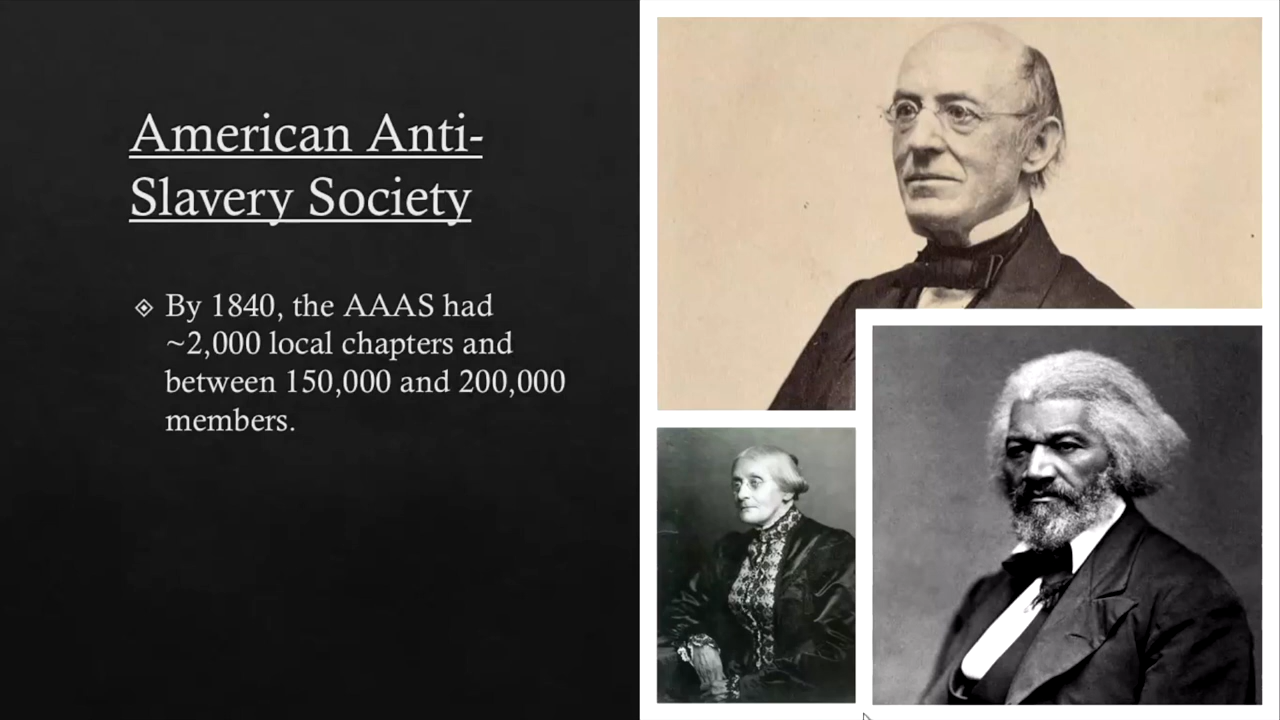 American Anti-
Slavery Society
By 1840, the AAAS had
~2,000 local chapters and
between 150,000 and 200,000
members.